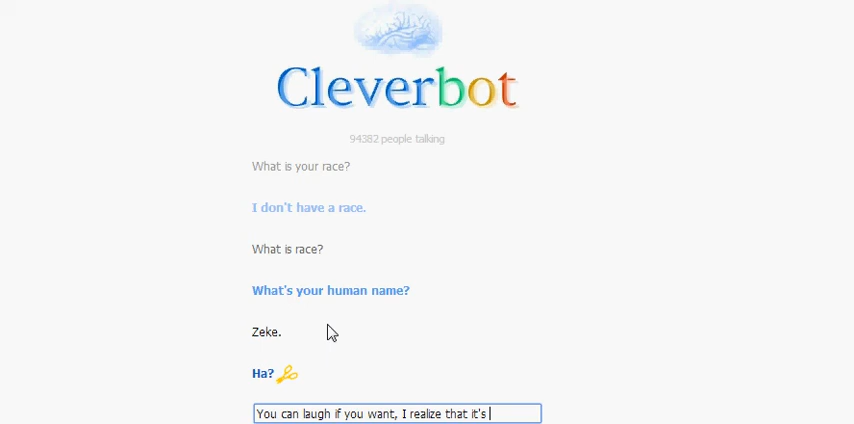 Cleverbot
94382 people talking
What is your race?
I don't have a race.
What is race?
What's your human name?
Zeke.
Ha?
You can laugh if you want, I realize that it's